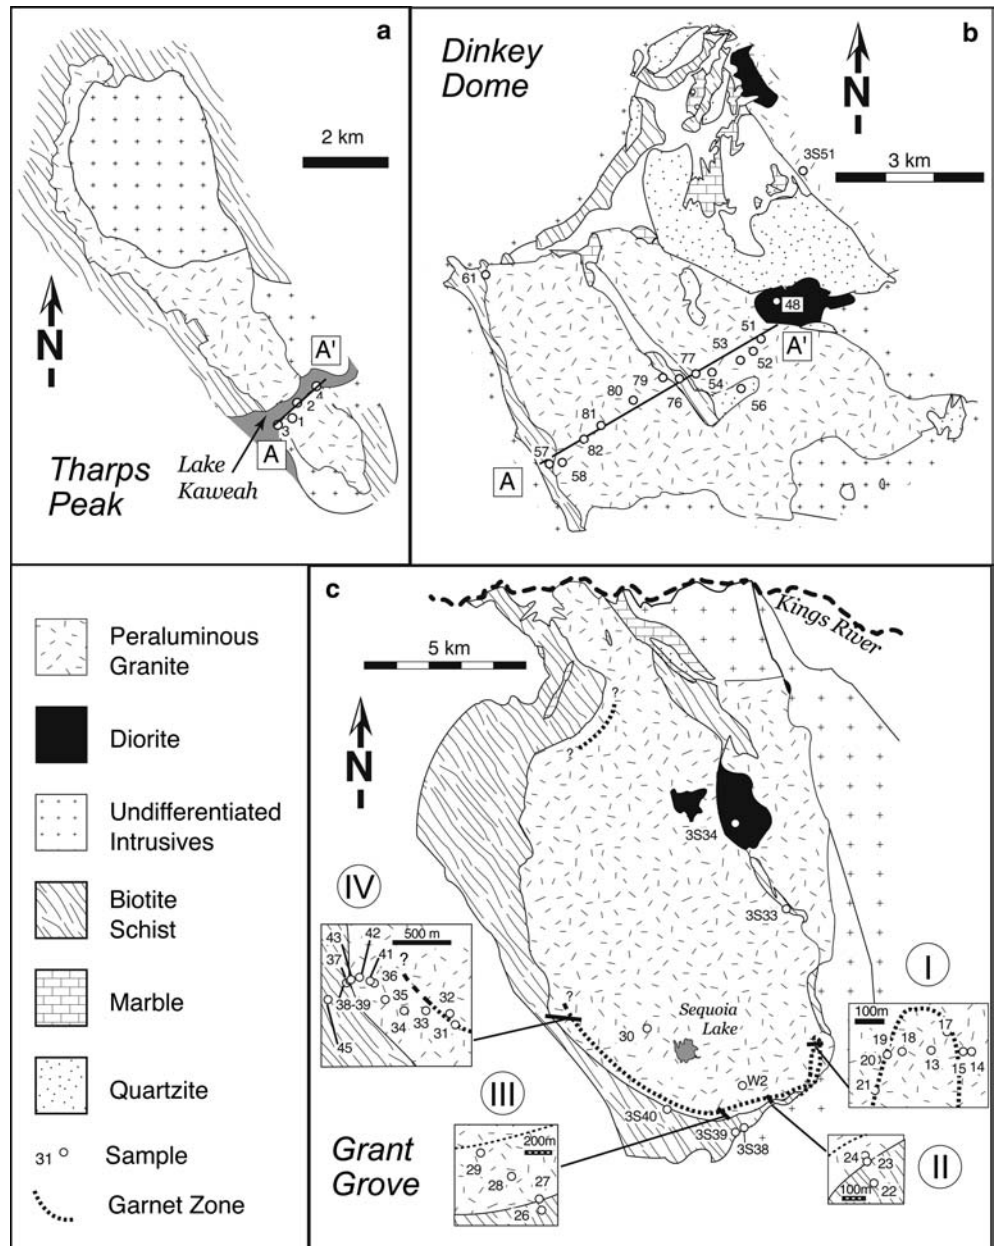 a
2 km
N
A'
4
2
1
3
A
Lake
Kaweah
Tharps
Peak
b
Dinkey
Dome
N
3S51
3 km
61
48
51
53
A'
52
77
79
54
80
76
56
81
82
57
58
A
Peraluminous
Granite
Diorite
Undifferentiated
Intrusives
Biotite
Schist
Marble
Quartzite
31 Sample
Garnet Zone
c
Kings River
5 km
?
?
N
3S34
3S33
IV
500 m
43
42
37
41
?
36
35
32
38-39
34
33
31
45
?
30
Sequoia
Lake
I
100m
17
19
18
20
13
15
14
21
W2
III
3S40
3S39
3S38
200m
29
28
27
26
Grant
Grove
II
24
23
22
100m